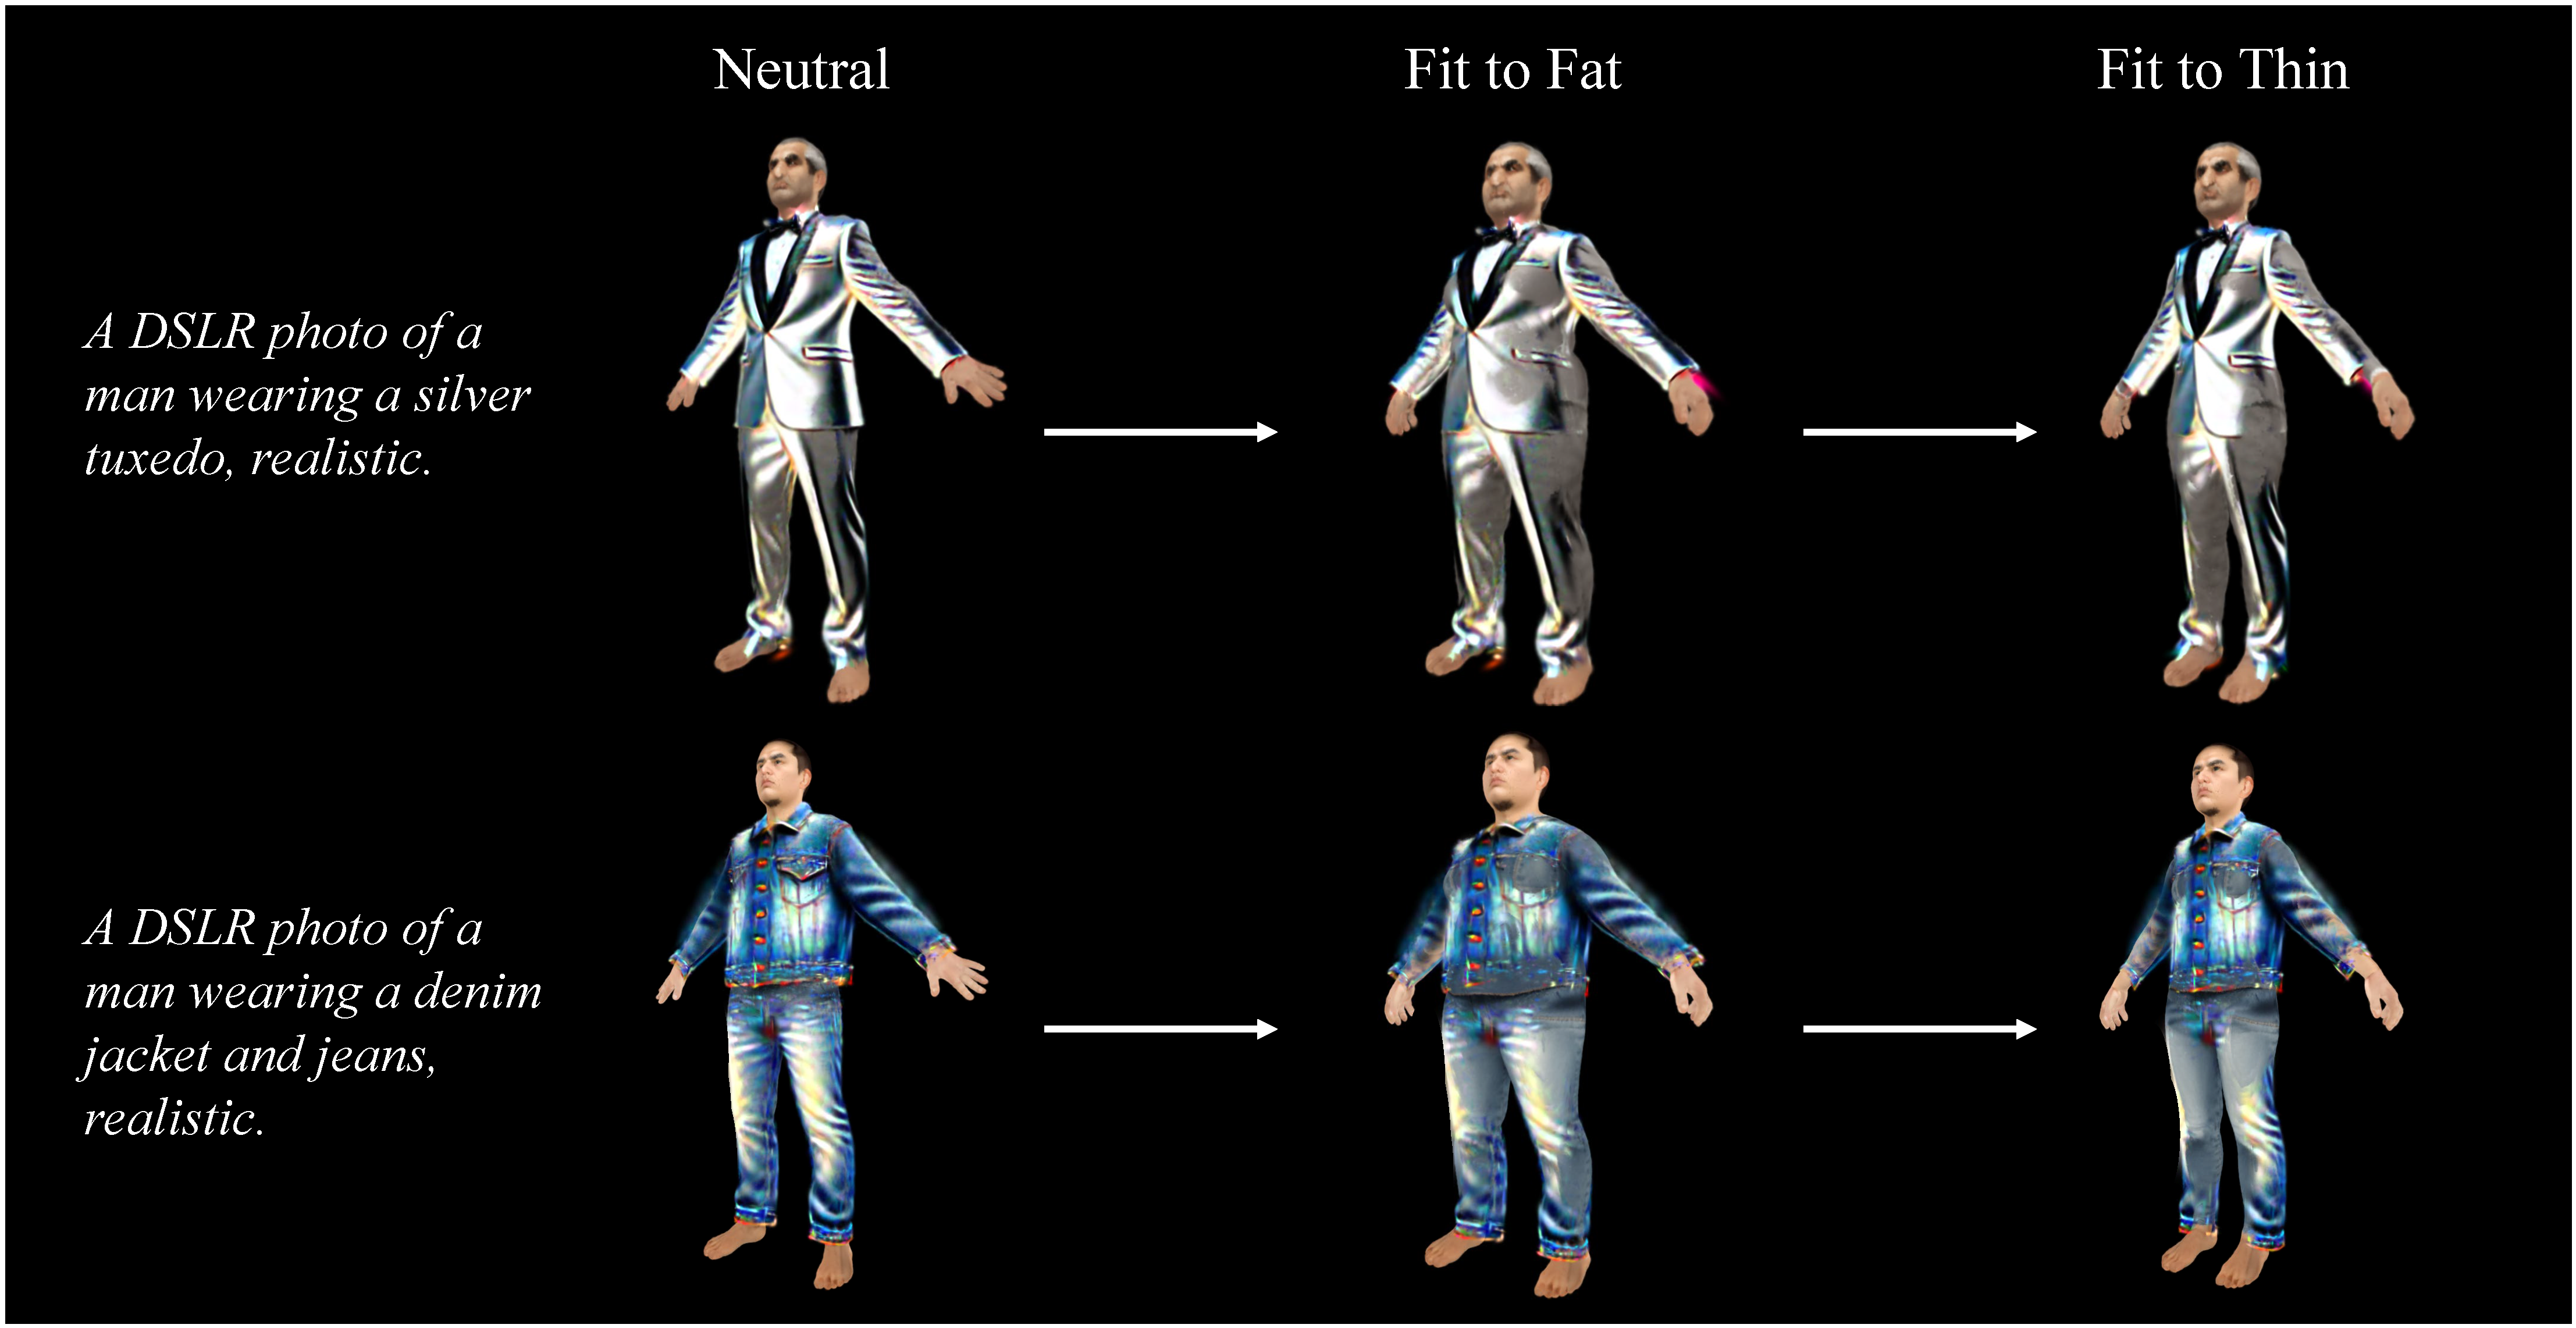 Neutral
Fit to Fat
Fit to Thin
A DSLR photo of a
man wearing a silver
tuxedo, realistic.
A DSLR photo of a
man wearing a denim
jacket and jeans,
realistic.